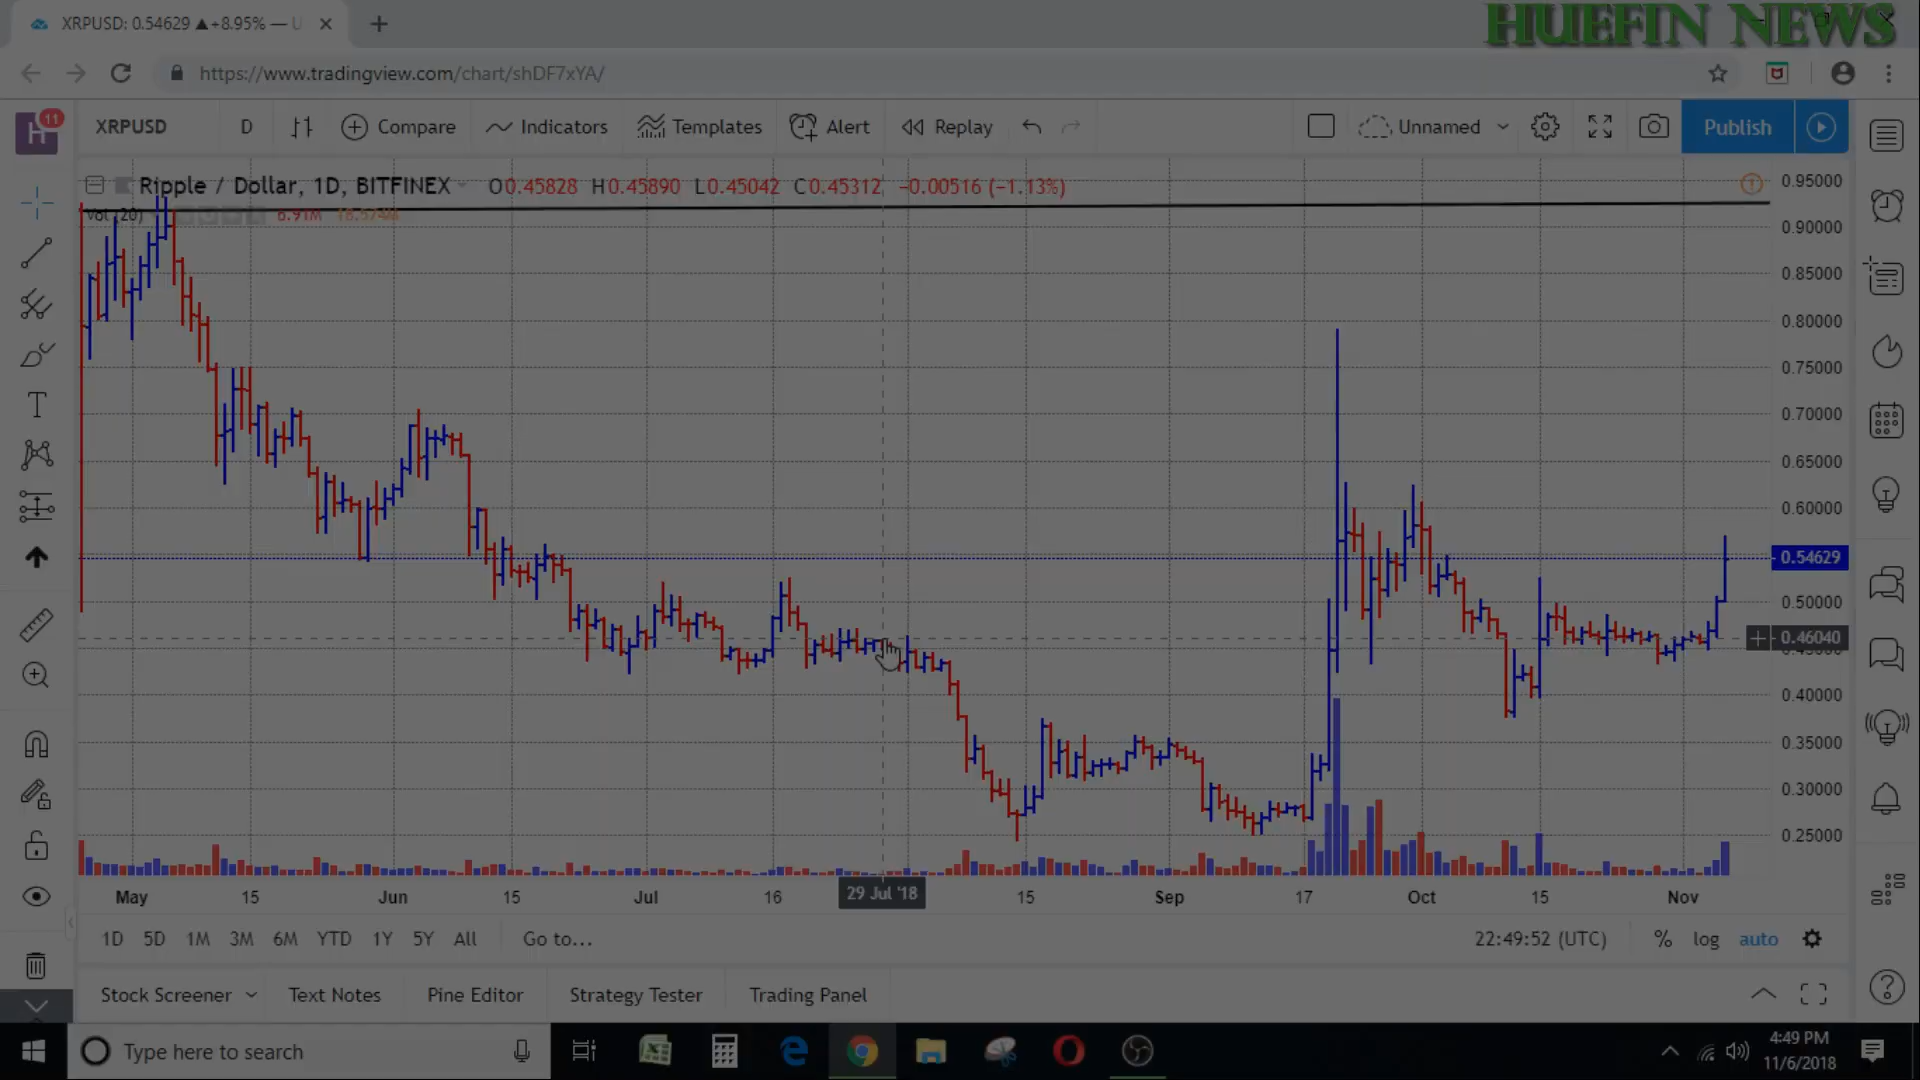 XRPUSD: 0.54629 ▲+8.95% — U
HUEFIN NEWS
https://www.tradingview.com/chart/shDF7xYA/
H 11
XRPUSD D Compare Indicators Templates Alert Replay Unnamed Publish
Ripple / Dollar, 1D, BITFINEX O0.45828 H0.45890 L0.45042 C0.45312 −0.00516 (−1.13%)
Vol (20) 6.91M
0.95000
0.90000
0.85000
0.80000
0.75000
0.70000
0.65000
0.60000
0.54629
0.50000
0.46040
0.40000
0.35000
0.30000
0.25000
May 15 Jun 15 Jul 16 29 Jul '18 15 Sep 17 Oct 15 Nov
1D 5D 1M 3M 6M YTD 1Y 5Y All Go to... 22:49:52 (UTC) % log auto
Stock Screener Text Notes Pine Editor Strategy Tester Trading Panel
Type here to search
4:49 PM
11/6/2018